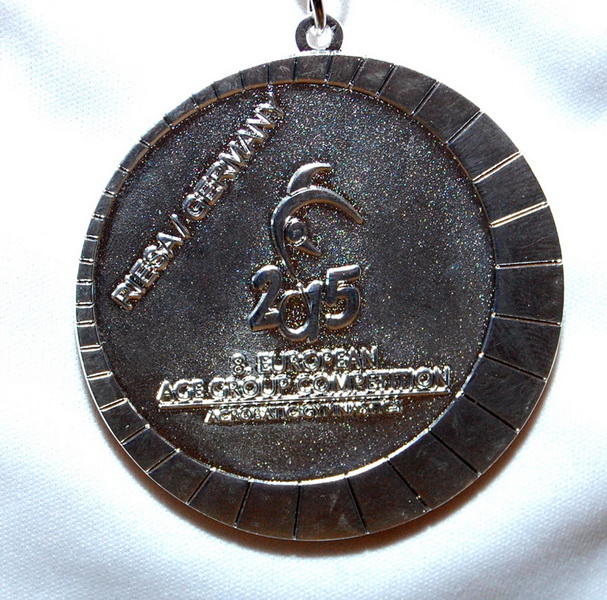 RIESA/GERMANY
2015
8. EUROPEAN
AGE GROUP COMPETITION
ACROBATIC GYMNASTICS